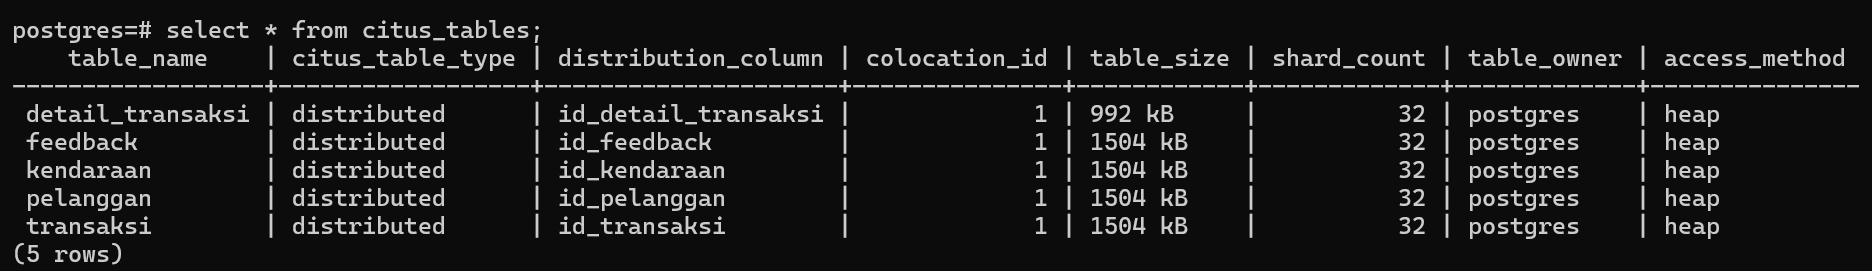 postgres=# select * from citus_tables;
    table_name    | citus_table_type | distribution_column | colocation_id | table_size | shard_count | table_owner | access_method
------------------+------------------+---------------------+---------------+------------+-------------+-------------+---------------
 detail_transaksi | distributed      | id_detail_transaksi |             1 | 992 kB     |          32 | postgres    | heap
 feedback         | distributed      | id_feedback         |             1 | 1504 kB    |          32 | postgres    | heap
 kendaraan        | distributed      | id_kendaraan        |             1 | 1504 kB    |          32 | postgres    | heap
 pelanggan        | distributed      | id_pelanggan        |             1 | 1504 kB    |          32 | postgres    | heap
 transaksi        | distributed      | id_transaksi        |             1 | 1504 kB    |          32 | postgres    | heap
(5 rows)